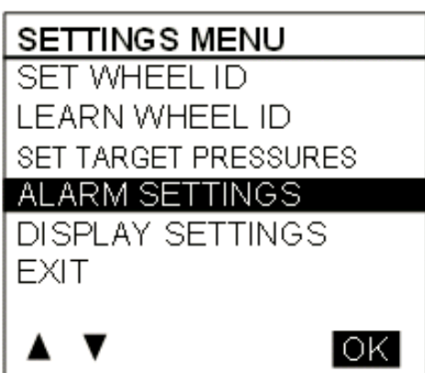 SETTINGS MENU
SET WHEEL ID
LEARN WHEEL ID
SET TARGET PRESSURES
ALARM SETTINGS
DISPLAY SETTINGS
EXIT
▲ ▼ OK